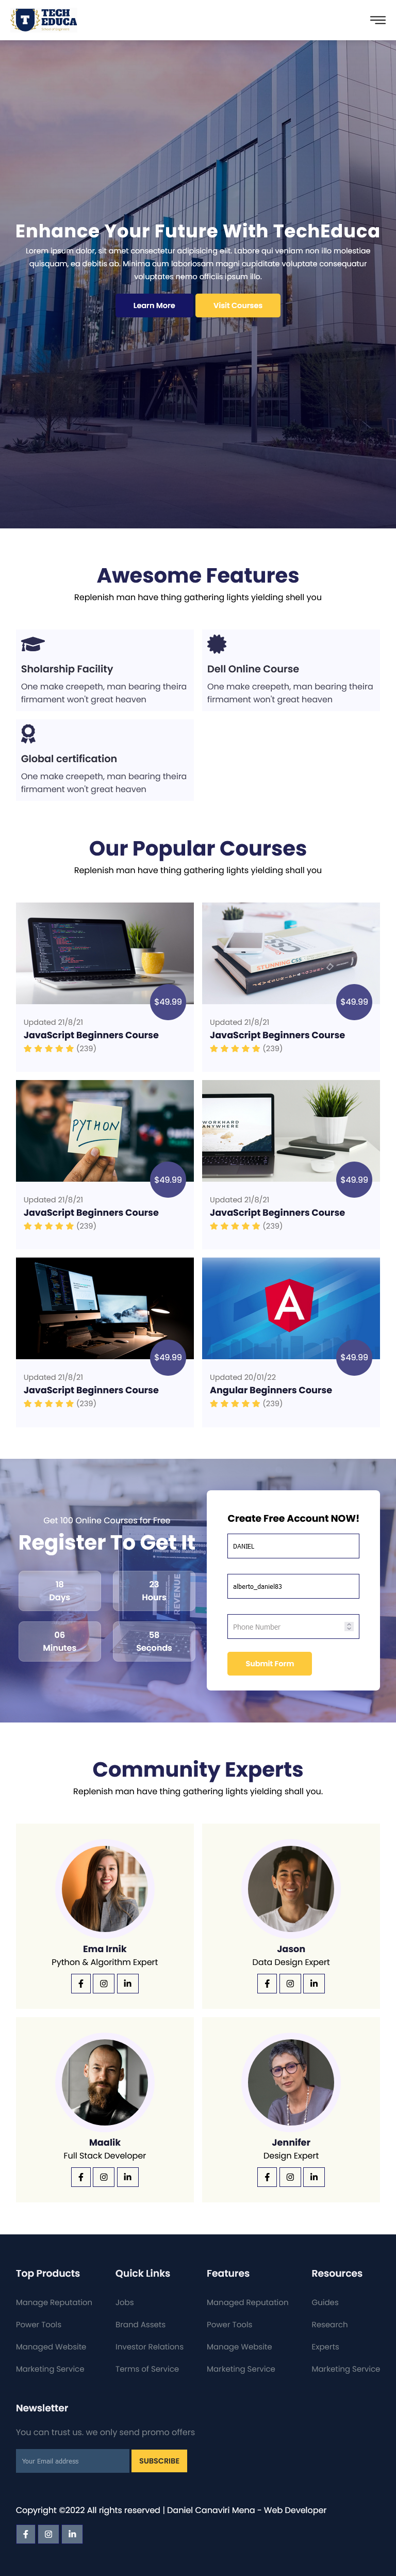 TECH
EDUCA
Enhance Your Future With TechEduca
Lorem ipsum dolor, sit amet consectetur adipisicing elit. Labore qui veniam non illo molestiae
quisquam, ea debitis ab. Minima cum laboriosam magni cupiditate voluptate consequatur
voluptates nemo officiis ipsum illo.
Learn More
Visit Courses
Awesome Features
Replenish man have thing gathering lights yielding shell you
Sholarship Facility
One make creepeth, man bearing theira
firmament won't great heaven
Dell Online Course
One make creepeth, man bearing theira
firmament won't great heaven
Global certification
One make creepeth, man bearing theira
firmament won't great heaven
Our Popular Courses
Replenish man have thing gathering lights yielding shall you
$49.99
Updated 21/8/21
JavaScript Beginners Course
(239)
STUNNING CSS
$49.99
Updated 21/8/21
JavaScript Beginners Course
(239)
PYTHON
$49.99
Updated 21/8/21
JavaScript Beginners Course
(239)
WORKHARD
ANYWHERE
$49.99
Updated 21/8/21
JavaScript Beginners Course
(239)
$49.99
Updated 21/8/21
JavaScript Beginners Course
(239)
A
$49.99
Updated 20/01/22
Angular Beginners Course
(239)
Get 100 Online Courses for Free
Register To Get It
18
Days
23
Hours
06
Minutes
58
Seconds
REVENUE
Create Free Account NOW!
DANIEL
alberto_daniel83
Phone Number
Submit Form
Community Experts
Replenish man have thing gathering lights yielding shall you.
Ema Irnik
Python & Algorithm Expert
Jason
Data Design Expert
Maalik
Full Stack Developer
Jennifer
Design Expert
Top Products
Manage Reputation
Power Tools
Managed Website
Marketing Service
Quick Links
Jobs
Brand Assets
Investor Relations
Terms of Service
Features
Managed Reputation
Power Tools
Manage Website
Marketing Service
Resources
Guides
Research
Experts
Marketing Service
Newsletter
You can trust us. we only send promo offers
Your Email address
SUBSCRIBE
Copyright ©2022 All rights reserved | Daniel Canaviri Mena - Web Developer